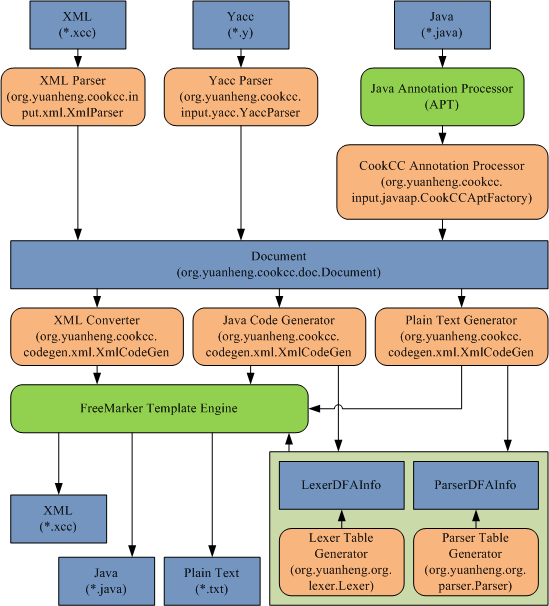 XML
(*.xcc)
Yacc
(*.y)
Java
(*.java)
XML Parser
(org.yuanheng.cookcc.in
put.xml.XmlParser
Yacc Parser
(org.yuanheng.cookcc.
input.yacc.YaccParser
Java Annotation Processor
(APT)
CookCC Annotation Processor
(org.yuanheng.cookcc.
input.javaap.CookCCAptFactory)
Document
(org.yuanheng.cookcc.doc.Document)
XML Converter
(org.yuanheng.cookcc.
codegen.xml.XmlCodeGen
Java Code Generator
(org.yuanheng.cookcc.
codegen.xml.XmlCodeGen
Plain Text Generator
(org.yuanheng.cookcc.
codegen.xml.XmlCodeGen
FreeMarker Template Engine
LexerDFAInfo
ParserDFAInfo
XML
(*.xcc)
Lexer Table
Generator
(org.yuanheng.org.
lexer.Lexer)
Parser Table
Generator
(org.yuanheng.org.
parser.Parser)
Java
(*.java)
Plain Text
(*.txt)